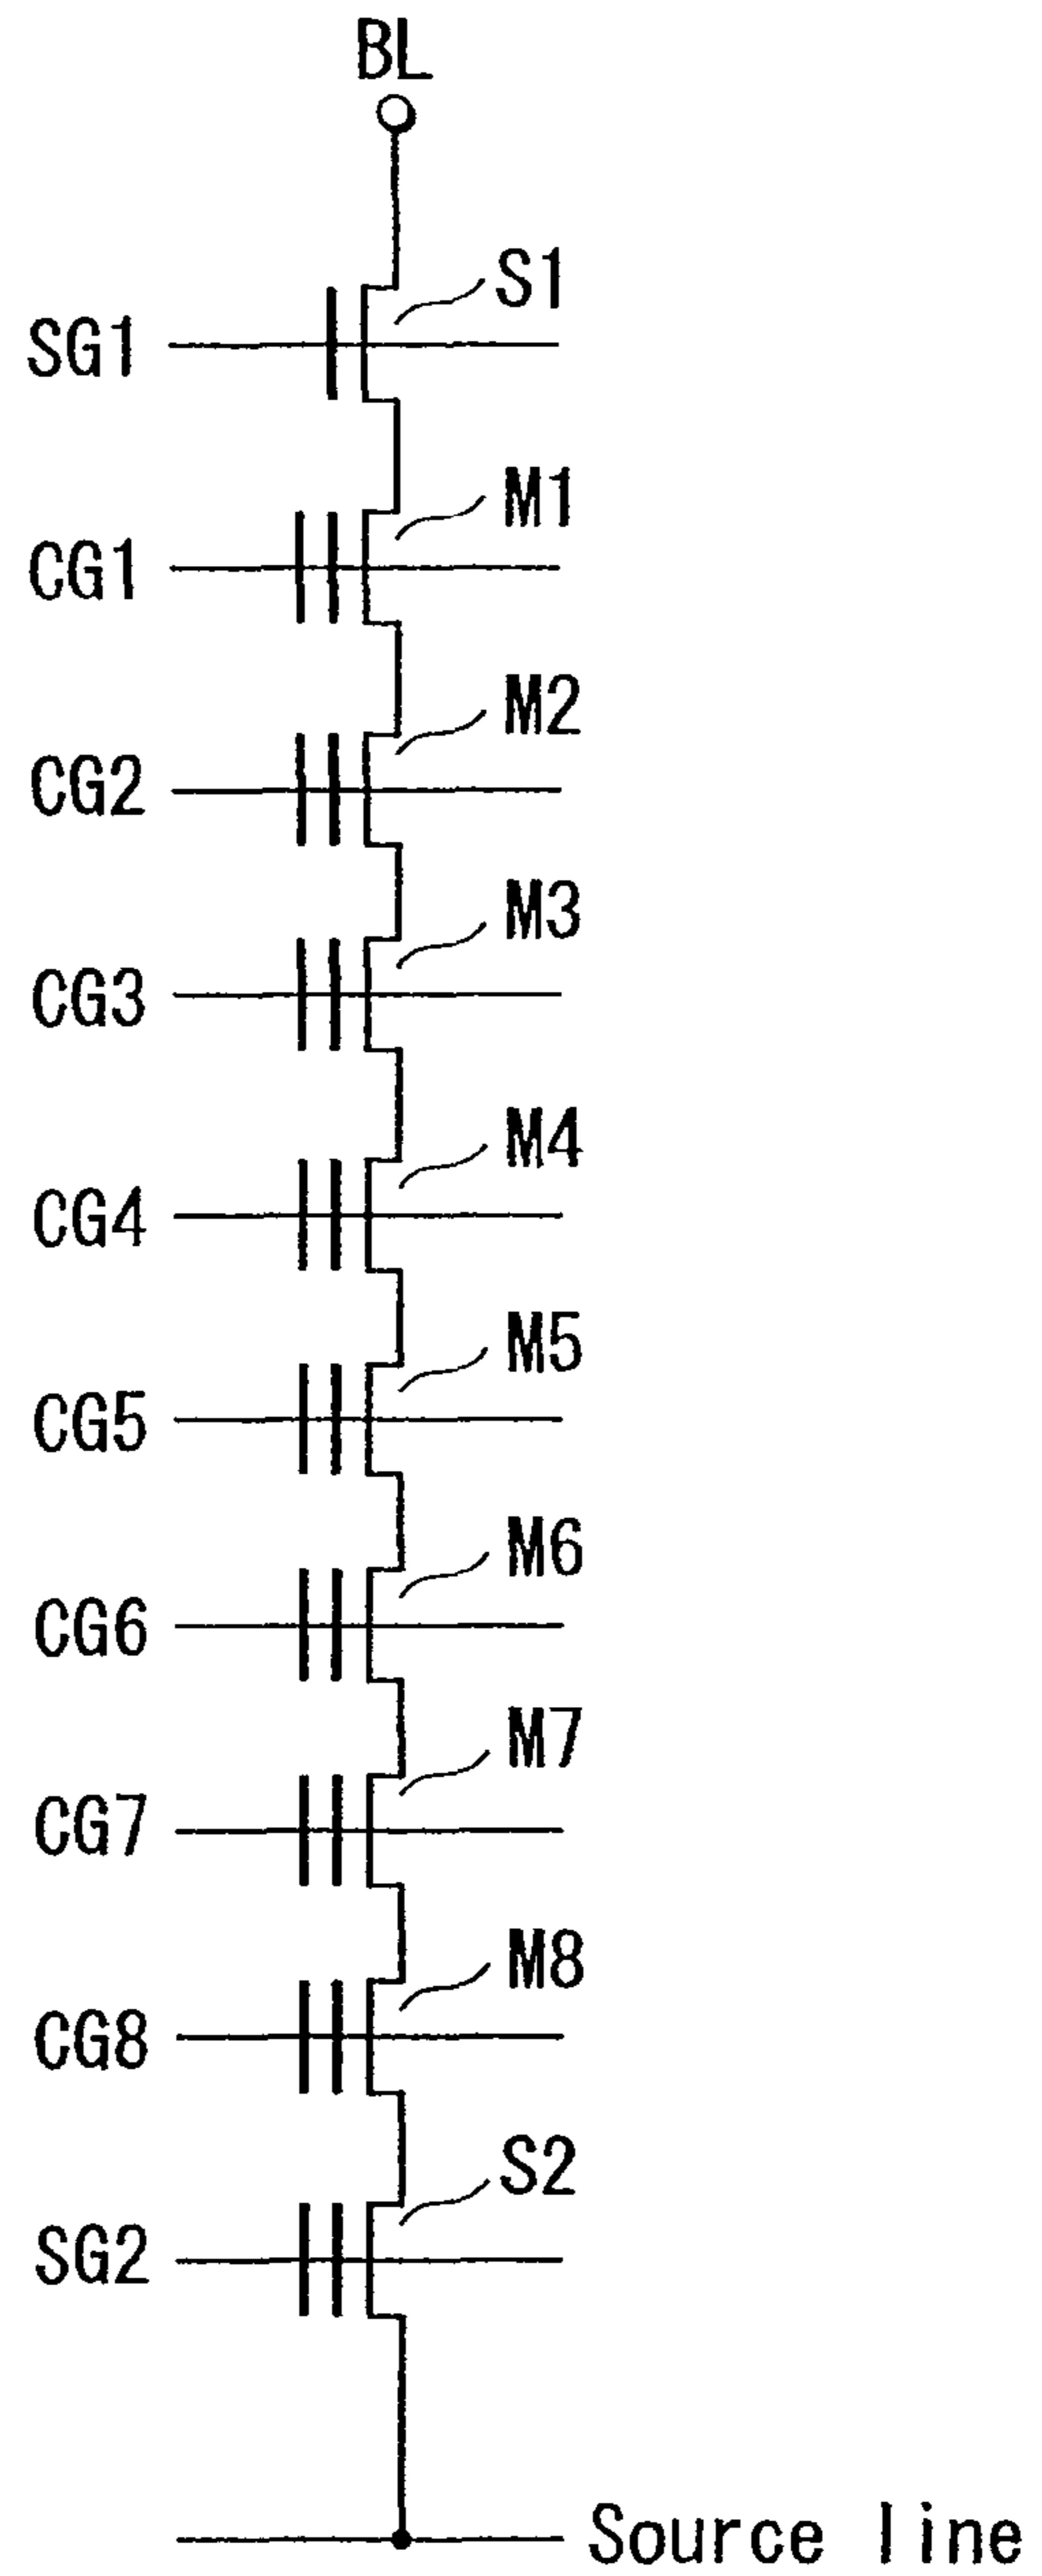 BL
S1
SG1
M1
CG1
M2
CG2
M3
CG3
M4
CG4
M5
CG5
M6
CG6
M7
CG7
M8
CG8
S2
SG2
Source line